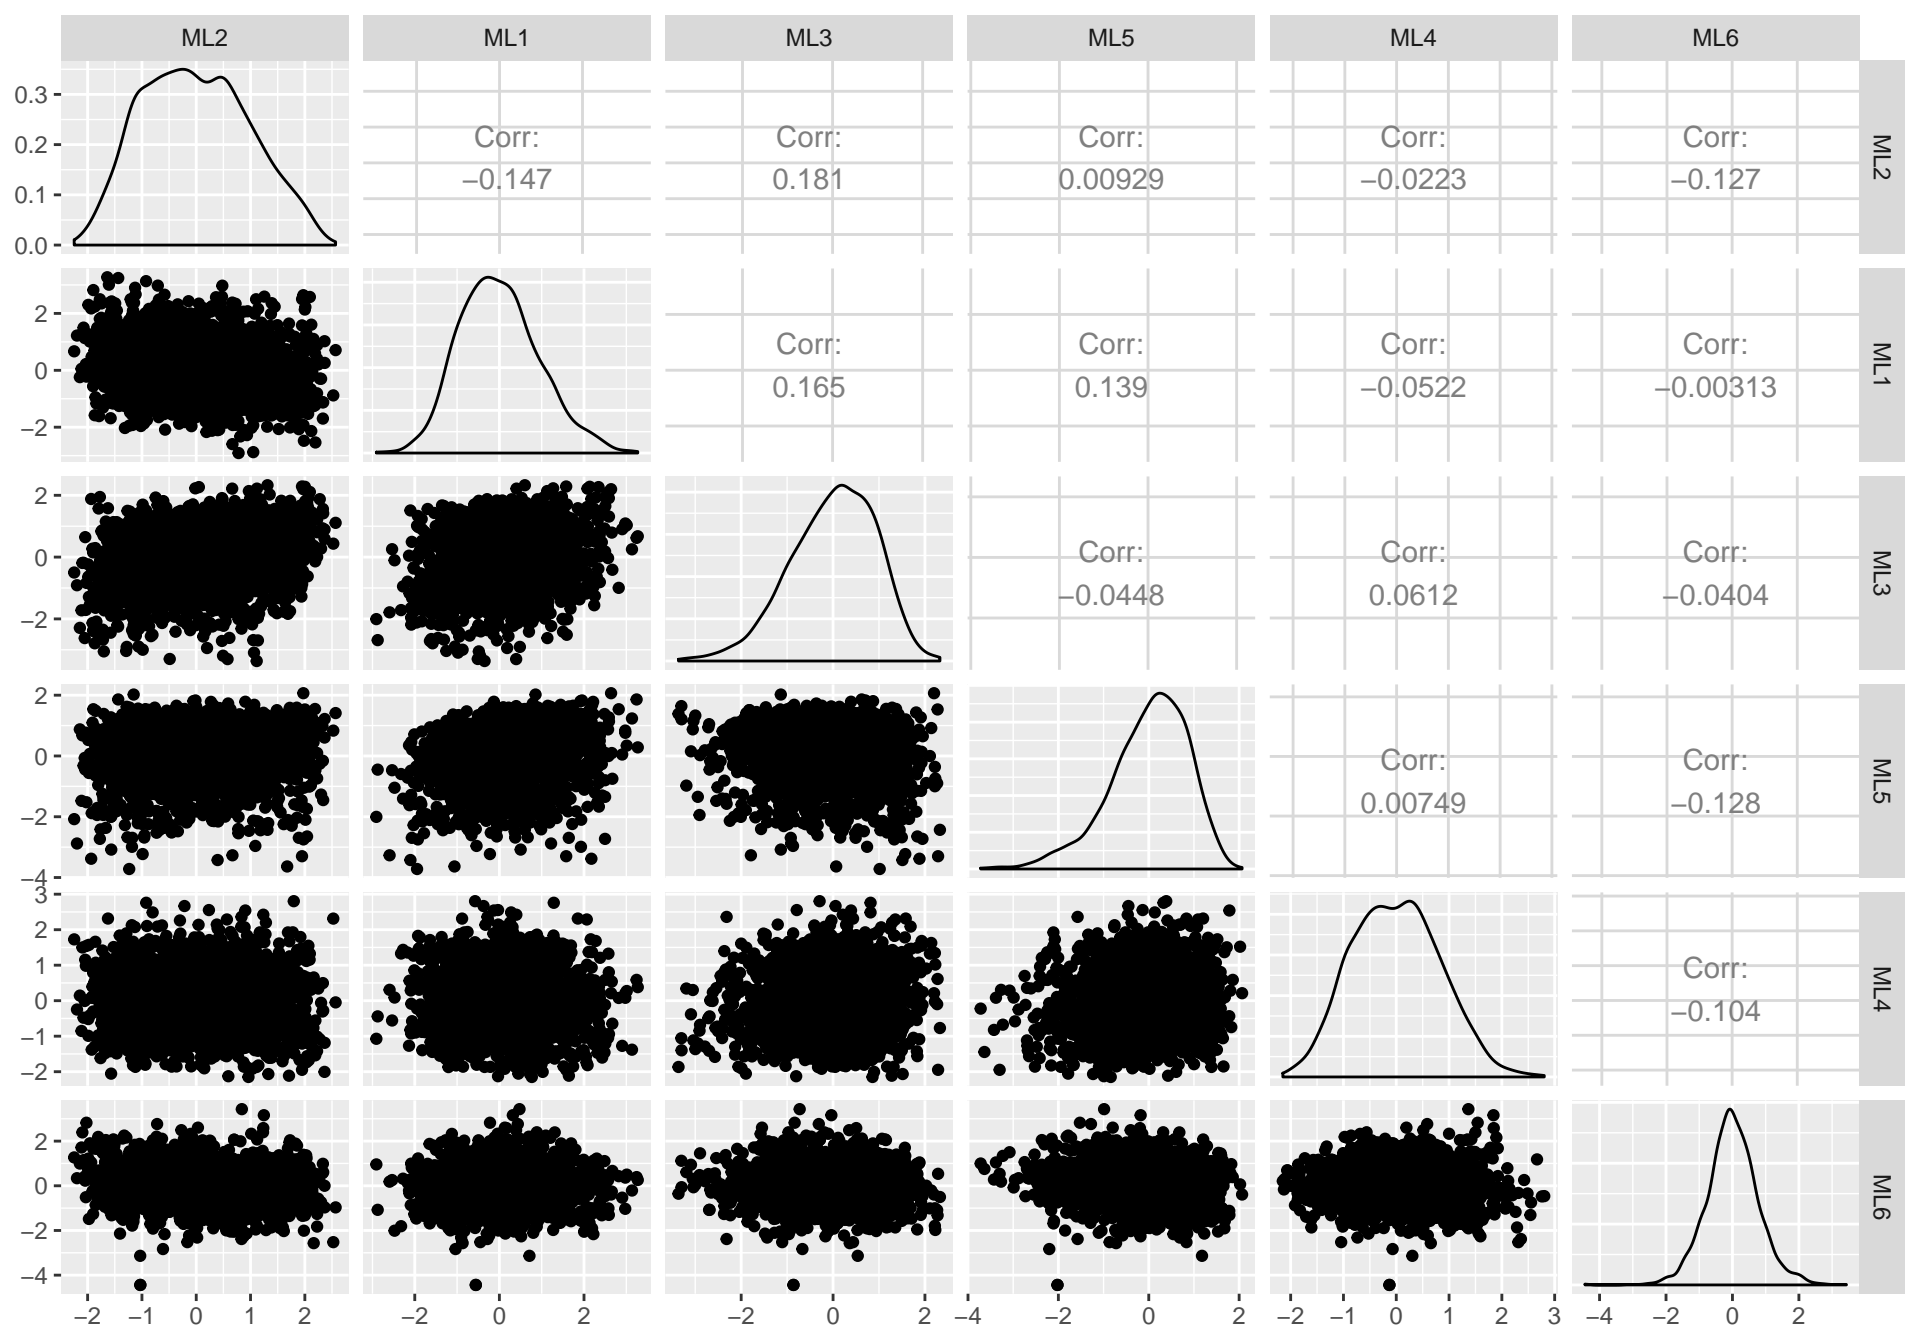 ML2 ML1 ML3 ML5 ML4 ML6
0.3
0.2
0.1
0.0
Corr:
−0.147
Corr:
0.181
Corr:
0.00929
Corr:
−0.0223
Corr:
−0.127
ML2
2
0
−2
Corr:
0.165
Corr:
0.139
Corr:
−0.0522
Corr:
−0.00313
ML1
2
0
−2
Corr:
−0.0448
Corr:
0.0612
Corr:
−0.0404
ML3
2
0
−2
−4
Corr:
0.00749
Corr:
−0.128
ML5
3
2
1
0
−1
−2
Corr:
−0.104
ML4
2
0
−2
−4
ML6
−2 −1 0 1 2 −2 0 2 −2 0 2 −4 −2 0 2 −2 −1 0 1 2 3 −4 −2 0 2